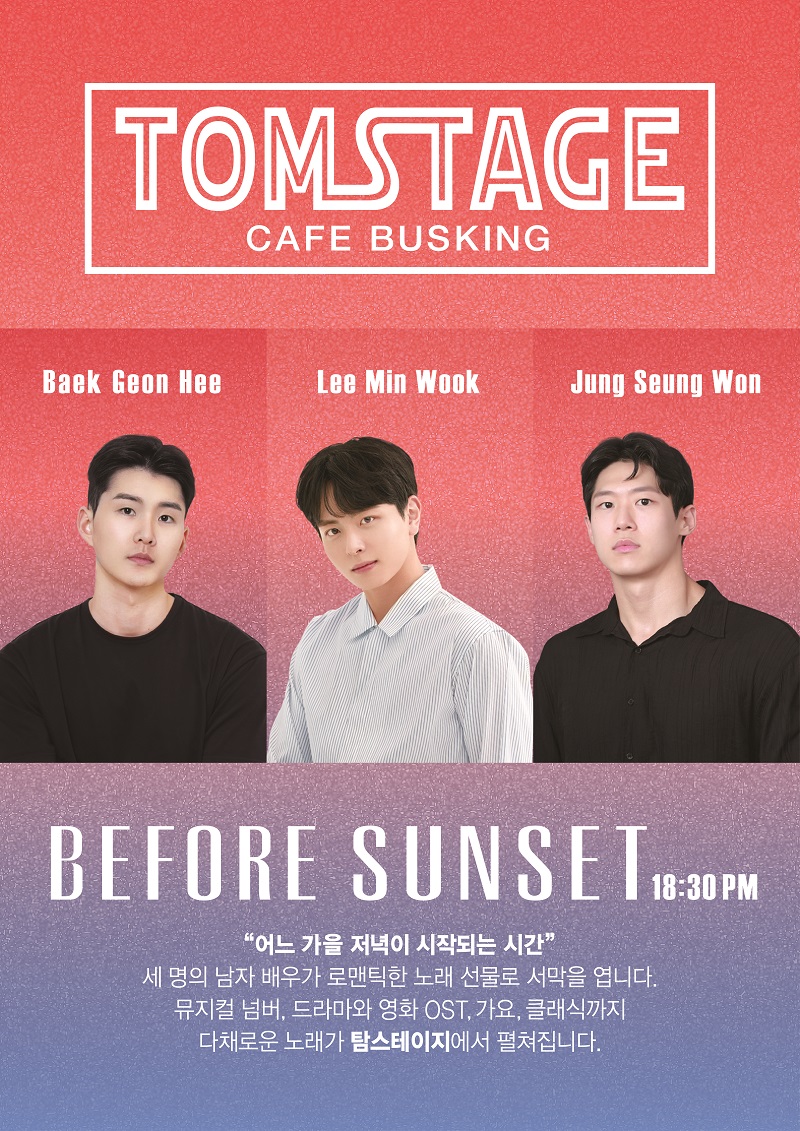 TOMSTAGE
CAFE BUSKING
Baek Geon Hee
Lee Min Wook
Jung Seung Won
BEFORE SUNSET 18:30 PM
“어느 가을 저녁이 시작되는 시간”
세 명의 남자 배우가 로맨틱한 노래 선물로 서막을 엽니다.
뮤지컬 넘버, 드라마와 영화 OST, 가요, 클래식까지
다채로운 노래가 탐스테이지에서 펼쳐집니다.